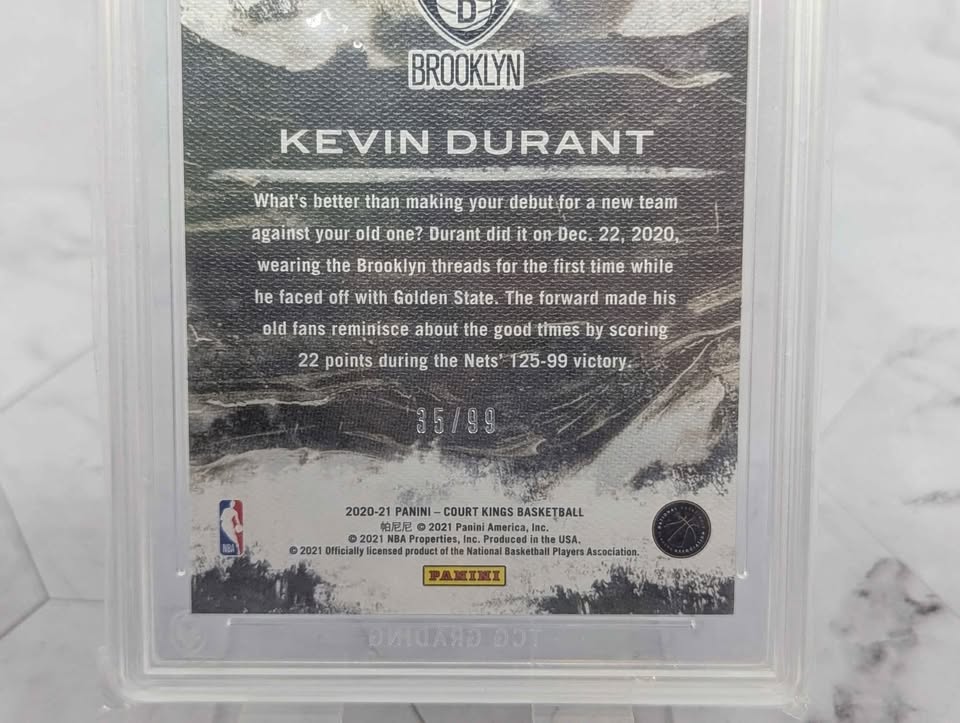 B
BROOKLYN
KEVIN DURANT
What's better than making your debut for a new team
against your old one? Durant did it on Dec. 22, 2020,
wearing the Brooklyn threads for the first time while
he faced off with Golden State. The forward made his
old fans reminisce about the good times by scoring
22 points during the Nets' 125-99 victory.
35/99
2020-21 PANINI – COURT KINGS BASKETBALL
帕尼尼 © 2021 Panini America, Inc.
© 2021 NBA Properties, Inc. Produced in the USA.
© 2021 Officially licensed product of the National Basketball Players Association.
NBA
PANINI
TCG GRADING